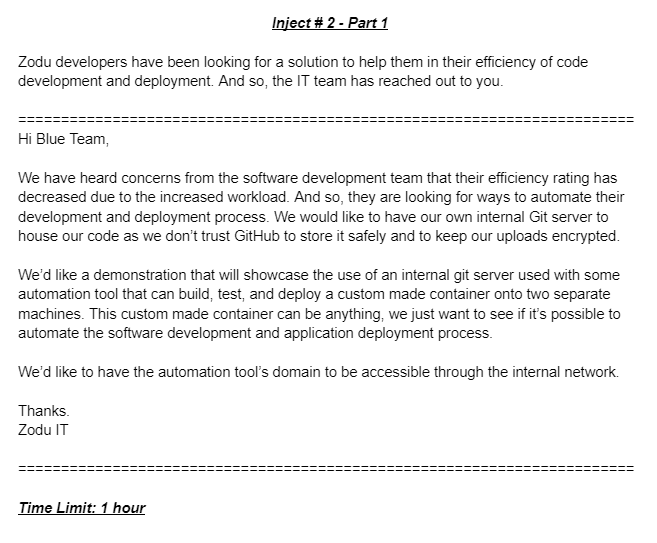 Inject # 2 - Part 1
Zodu developers have been looking for a solution to help them in their efficiency of code
development and deployment. And so, the IT team has reached out to you.
==========================================================================
Hi Blue Team,
We have heard concerns from the software development team that their efficiency rating has
decreased due to the increased workload. And so, they are looking for ways to automate their
development and deployment process. We would like to have our own internal Git server to
house our code as we don’t trust GitHub to store it safely and to keep our uploads encrypted.
We’d like a demonstration that will showcase the use of an internal git server used with some
automation tool that can build, test, and deploy a custom made container onto two separate
machines. This custom made container can be anything, we just want to see if it’s possible to
automate the software development and application deployment process.
We’d like to have the automation tool’s domain to be accessible through the internal network.
Thanks.
Zodu IT
==========================================================================
Time Limit: 1 hour